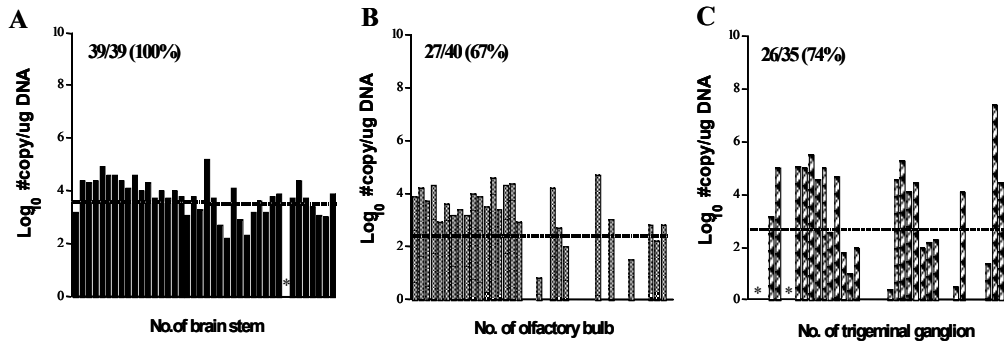 A
39/39 (100%)
Log10 #copy/ug DNA
10
8
6
4
2
0
*
No.of brain stem
B
27/40 (67%)
Log10 #copy/ug DNA
10
8
6
4
2
0
No. of olfactory bulb
C
26/35 (74%)
Log10 #copy/ug DNA
10
8
6
4
2
0
*
*
No. of trigeminal ganglion